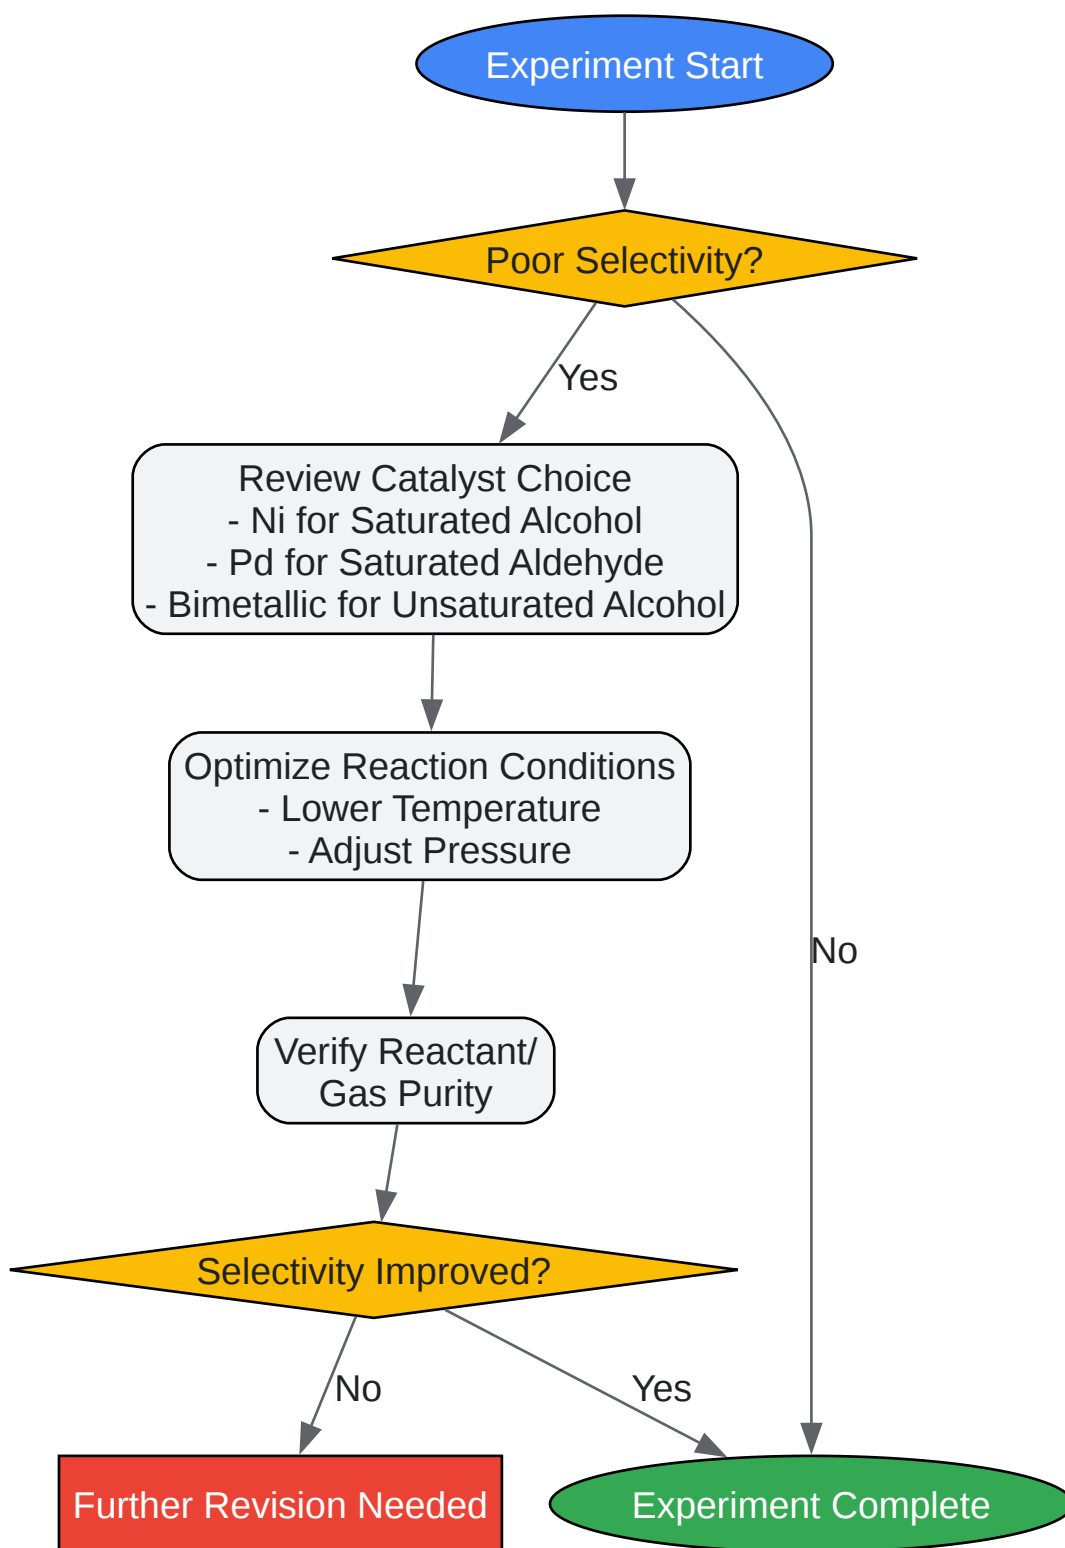 Experiment Start
Poor Selectivity?
Yes
Review Catalyst Choice
- Ni for Saturated Alcohol
- Pd for Saturated Aldehyde
- Bimetallic for Unsaturated Alcohol
Optimize Reaction Conditions
- Lower Temperature
- Adjust Pressure
No
Verify Reactant/
Gas Purity
Selectivity Improved?
No
Yes
Further Revision Needed
Experiment Complete